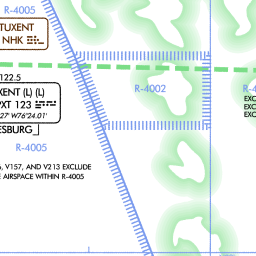 R-4005
TUXENT
NHK
122.5
XENT (L) (L)
PXT 123
27' W76°24.01'
ESBURG
R-4002
R-4
EXC
EXC
EXC
R-4005
, V157, AND V213 EXCLUDE
E AIRSPACE WITHIN R-4005